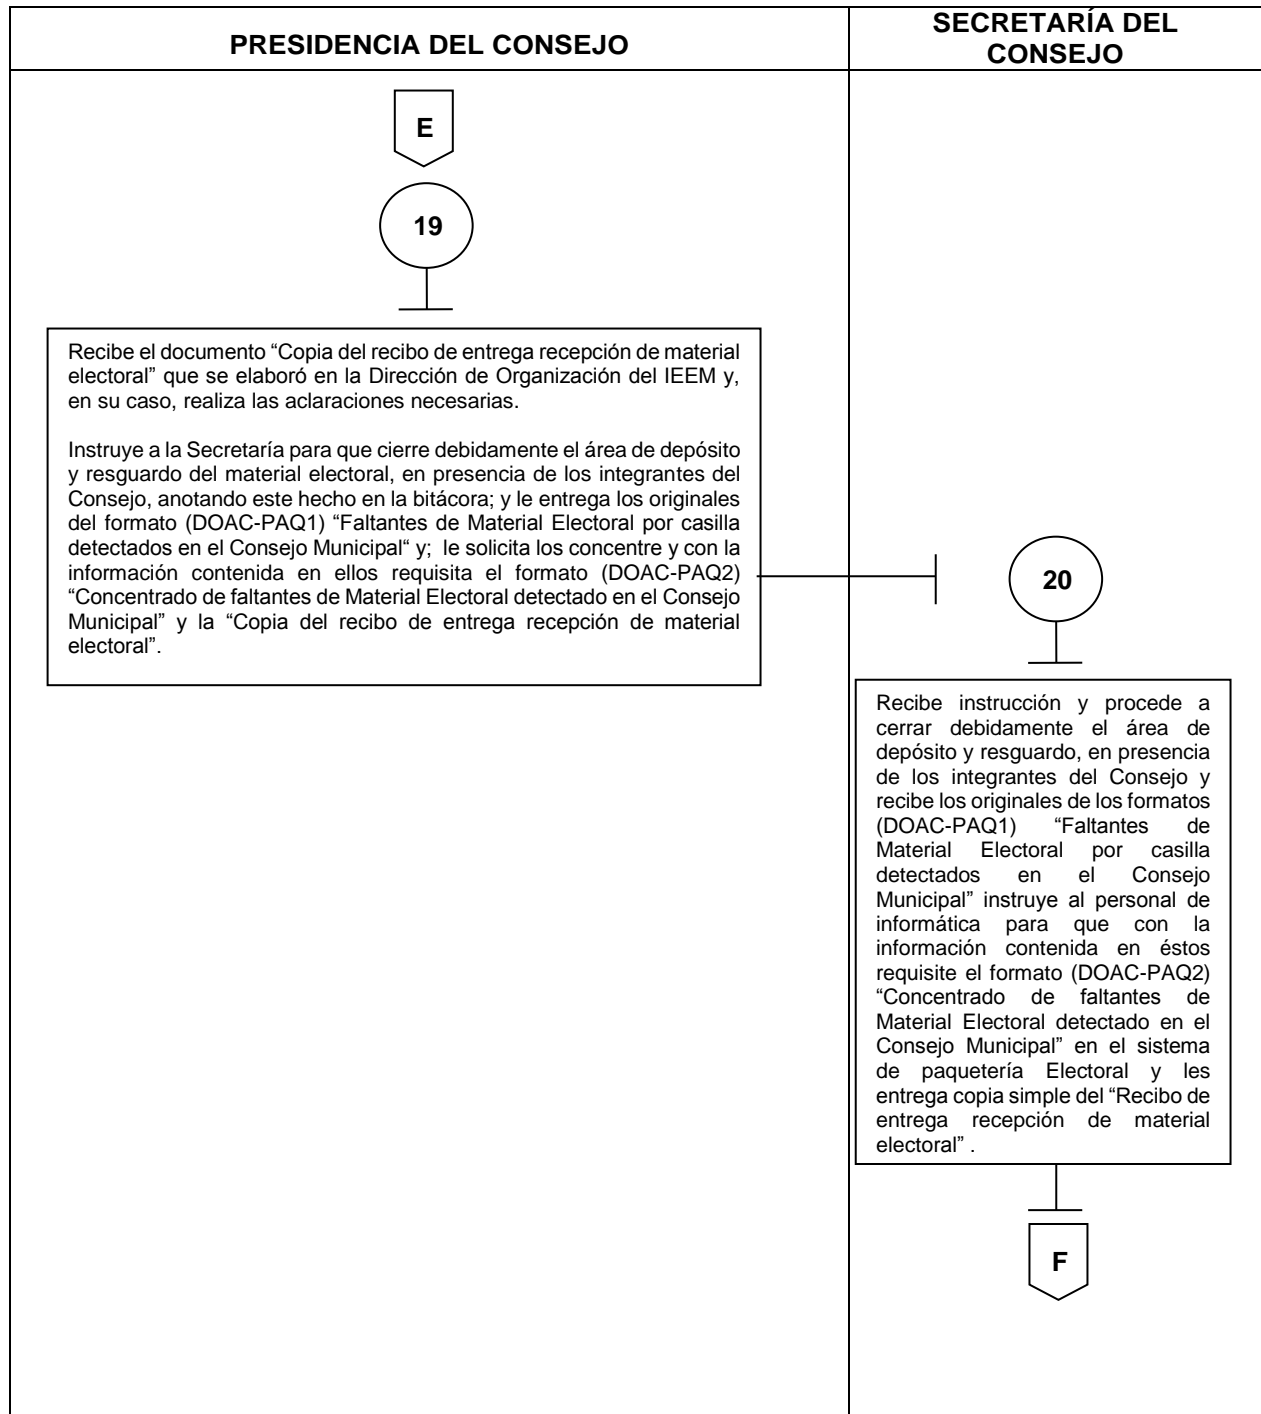 PRESIDENCIA DEL CONSEJO
SECRETARÍA DEL
CONSEJO
E
19
Recibe el documento “Copia del recibo de entrega recepción de material
electoral” que se elaboró en la Dirección de Organización del IEEM y,
en su caso, realiza las aclaraciones necesarias.
Instruye a la Secretaría para que cierre debidamente el área de depósito
y resguardo del material electoral, en presencia de los integrantes del
Consejo, anotando este hecho en la bitácora; y le entrega los originales
del formato (DOAC-PAQ1) “Faltantes de Material Electoral por casilla
detectados en el Consejo Municipal“ y; le solicita los concentre y con la
información contenida en ellos requisita el formato (DOAC-PAQ2)
“Concentrado de faltantes de Material Electoral detectado en el Consejo
Municipal” y la “Copia del recibo de entrega recepción de material
electoral”.
20
Recibe instrucción y procede a
cerrar debidamente el área de
depósito y resguardo, en presencia
de los integrantes del Consejo y
recibe los originales de los formatos
(DOAC-PAQ1) “Faltantes de
Material Electoral por casilla
detectados en el Consejo
Municipal” instruye al personal de
informática para que con la
información contenida en éstos
requisite el formato (DOAC-PAQ2)
“Concentrado de faltantes de
Material Electoral detectado en el
Consejo Municipal” en el sistema
de paquetería Electoral y les
entrega copia simple del “Recibo de
entrega recepción de material
electoral” .
F